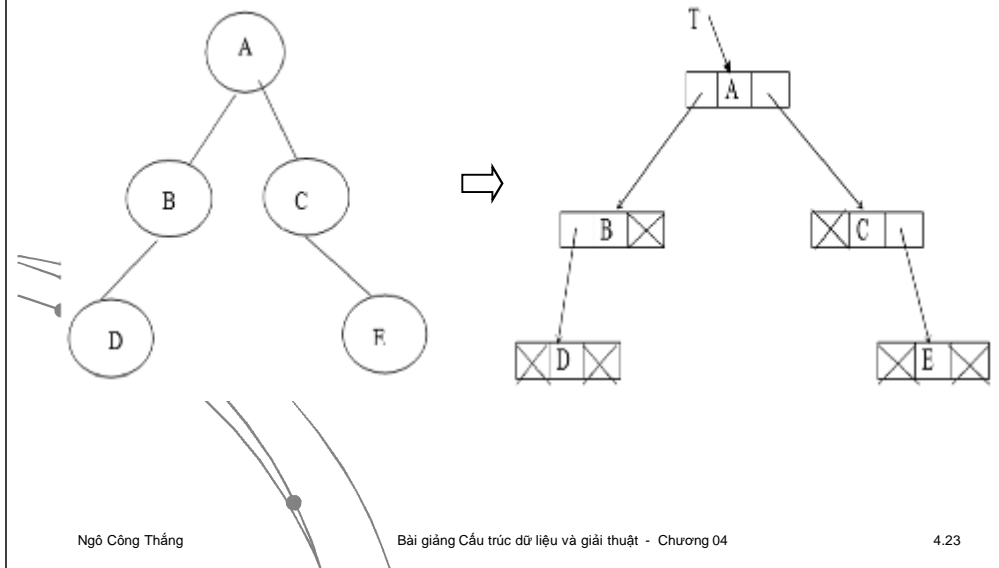 T
A A
B C B C
D E D E
Ngô Công Thắng Bài giảng Cấu trúc dữ liệu và giải thuật - Chương 04 4.23